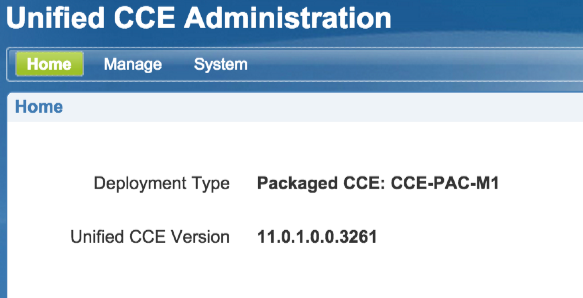 Unified CCE Administration
Home Manage System
Home
Deployment Type Packaged CCE: CCE-PAC-M1
Unified CCE Version 11.0.1.0.0.3261